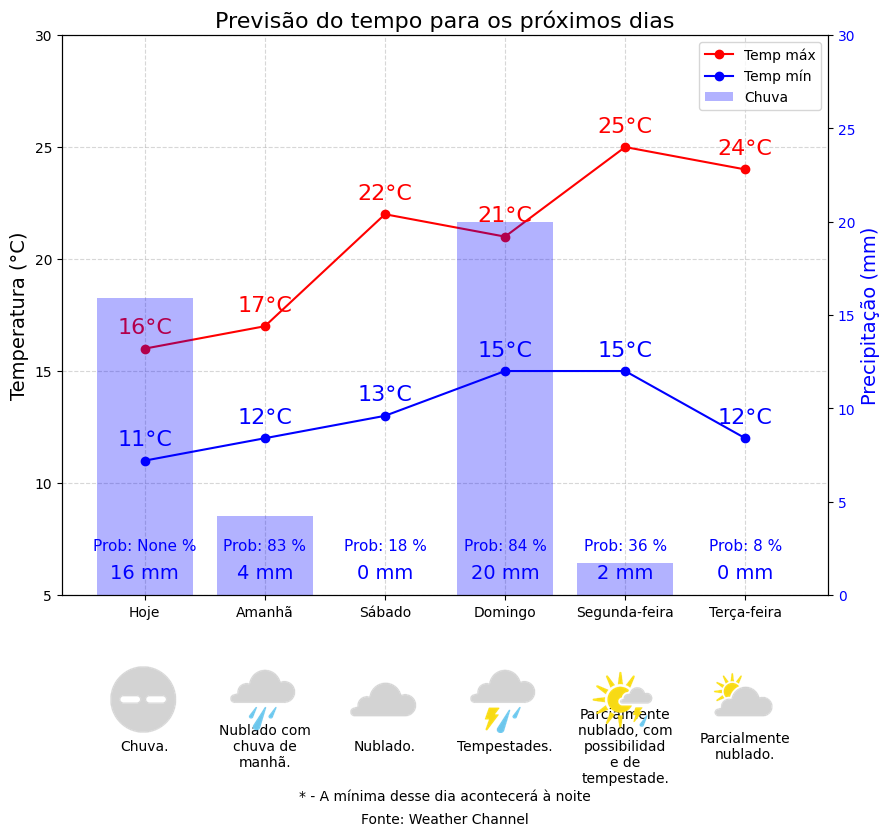 Previsão do tempo para os próximos dias
Temperatura (°C)
Precipitação (mm)
30
25
20
15
10
5
30
25
20
15
10
5
0
Temp máx
Temp mín
Chuva
16°C
17°C
22°C
21°C
25°C
24°C
11°C
12°C
13°C
15°C
15°C
12°C
Prob: None %
Prob: 83 %
Prob: 18 %
Prob: 84 %
Prob: 36 %
Prob: 8 %
16 mm
4 mm
0 mm
20 mm
2 mm
0 mm
Hoje
Amanhã
Sábado
Domingo
Segunda-feira
Terça-feira
Chuva.
Nublado com
chuva de
manhã.
Nublado.
Tempestades.
Parcialmente
nublado, com
possibilidad
e de
tempestade.
Parcialmente
nublado.
* - A mínima desse dia acontecerá à noite
Fonte: Weather Channel